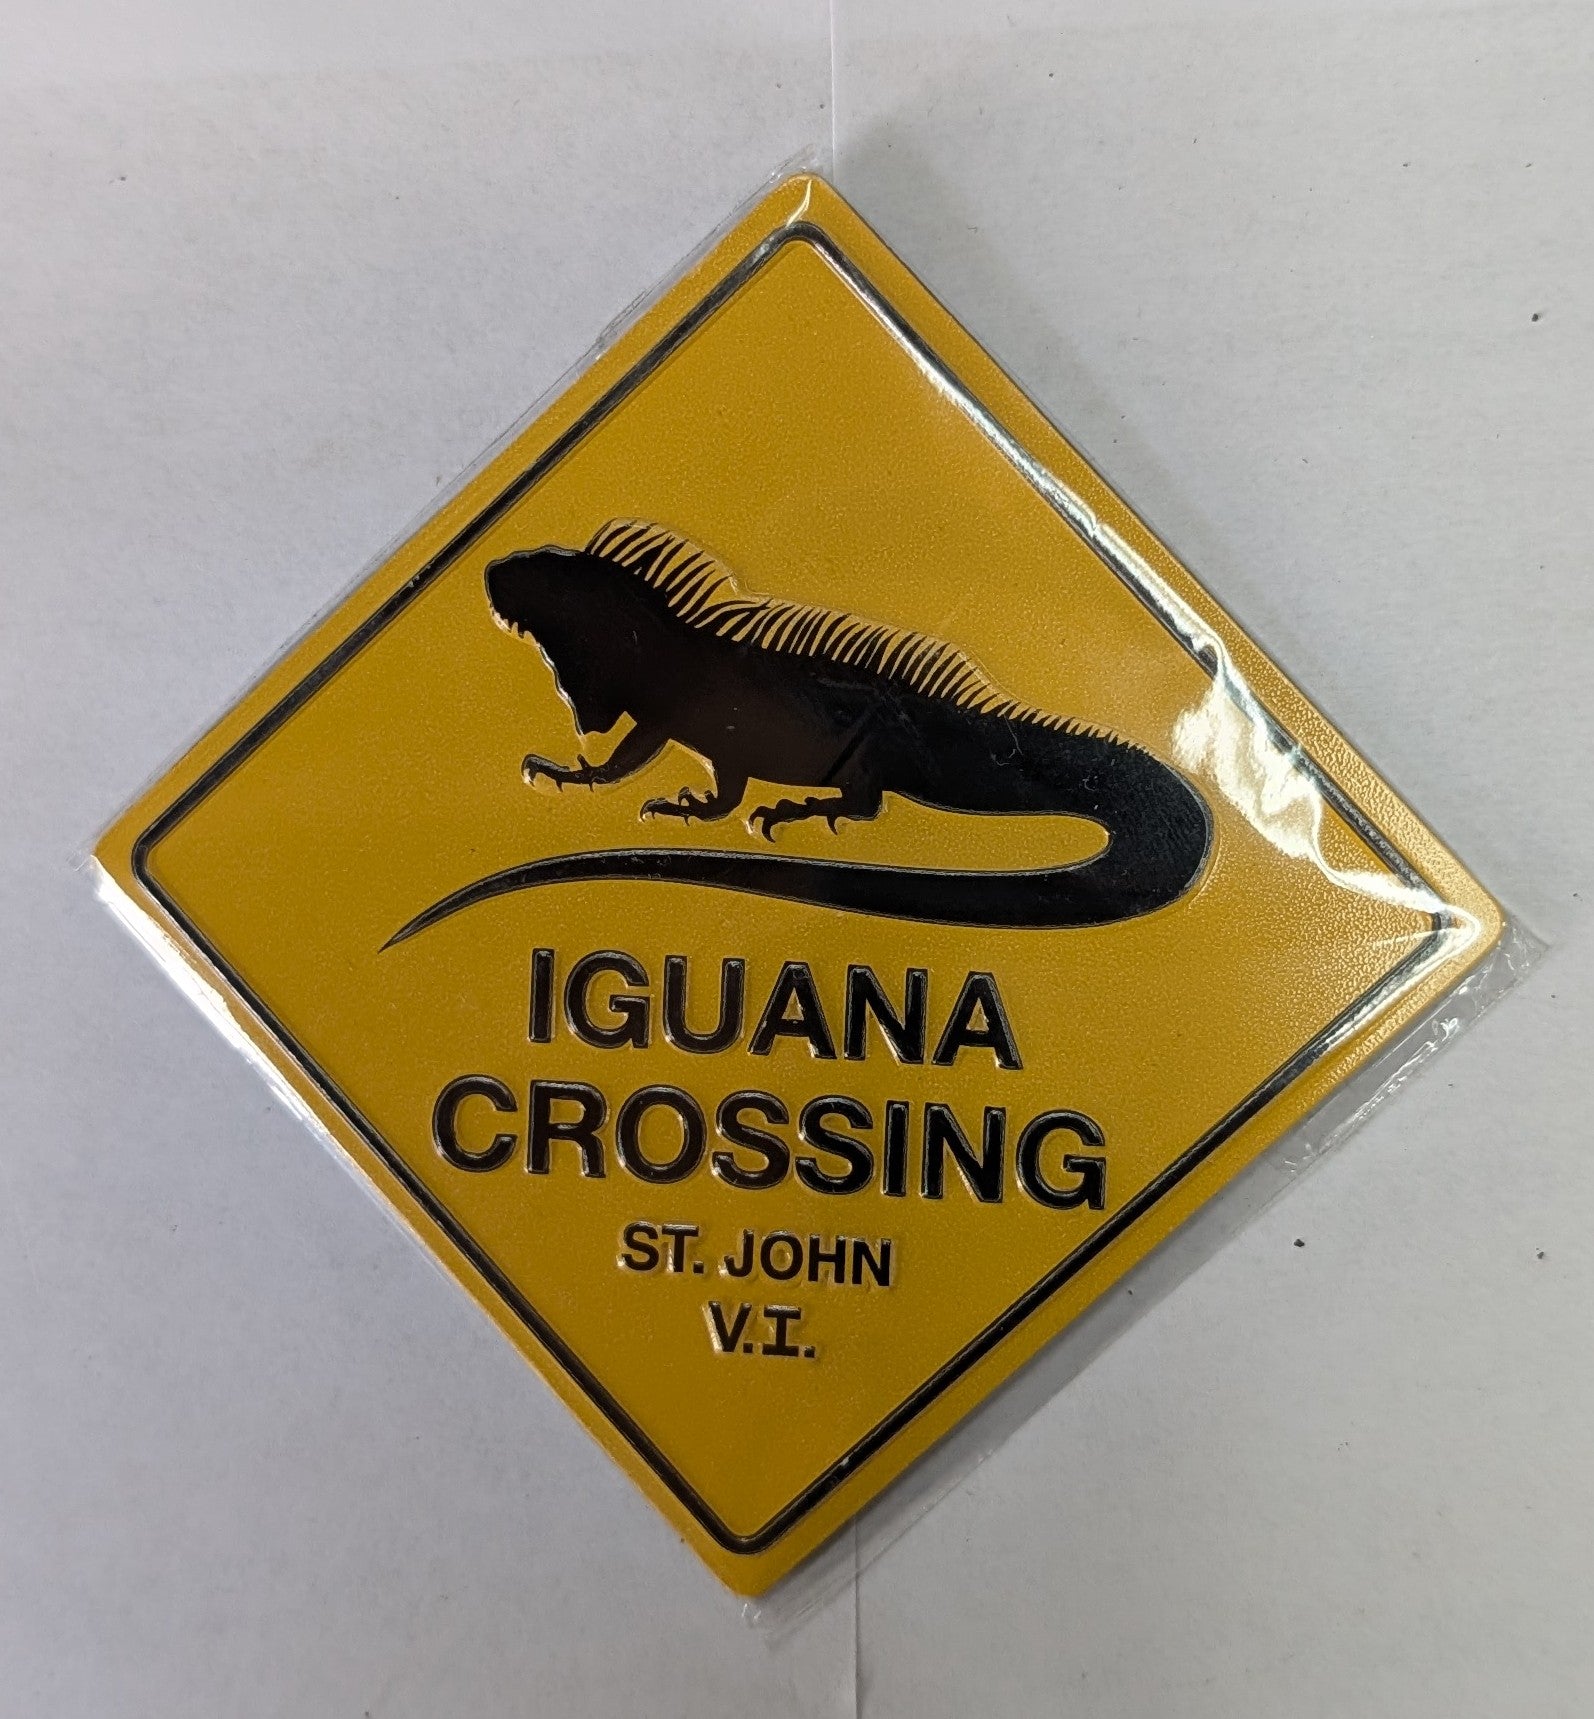 IGUANA
CROSSING
ST. JOHN
V.I.